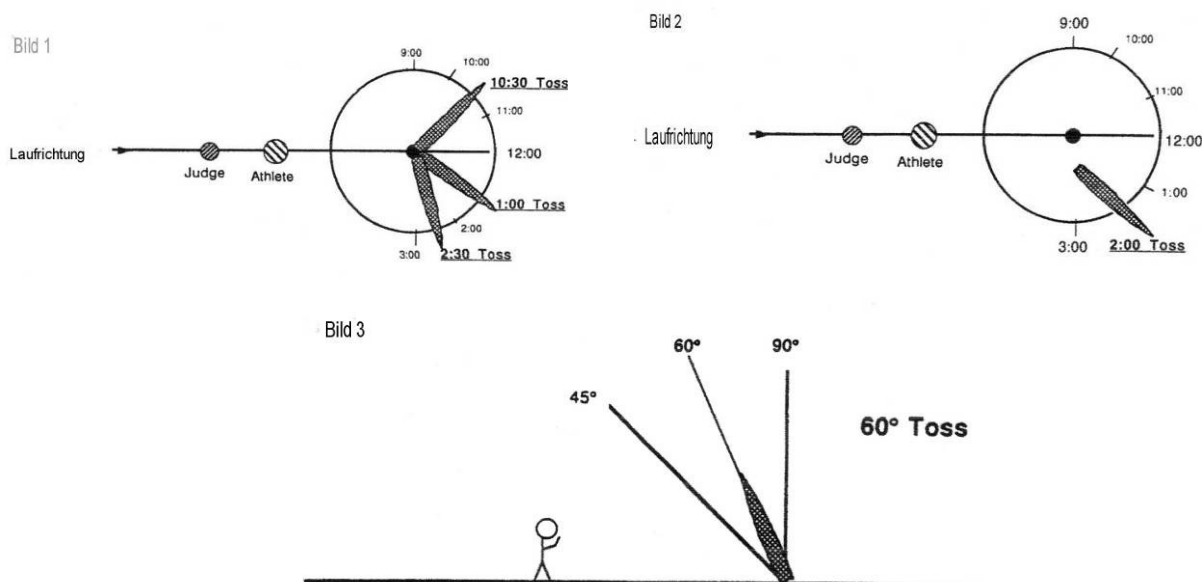 Bild 1
9:00
10:00
10:30 Toss
11:00
Laufrichtung
12:00
Judge
Athlete
1:00 Toss
2:00
3:00
2:30 Toss
Bild 2
9:00
10:00
11:00
Laufrichtung
12:00
Judge
Athlete
1:00
3:00
2:00 Toss
Bild 3
60°
90°
45°
60° Toss